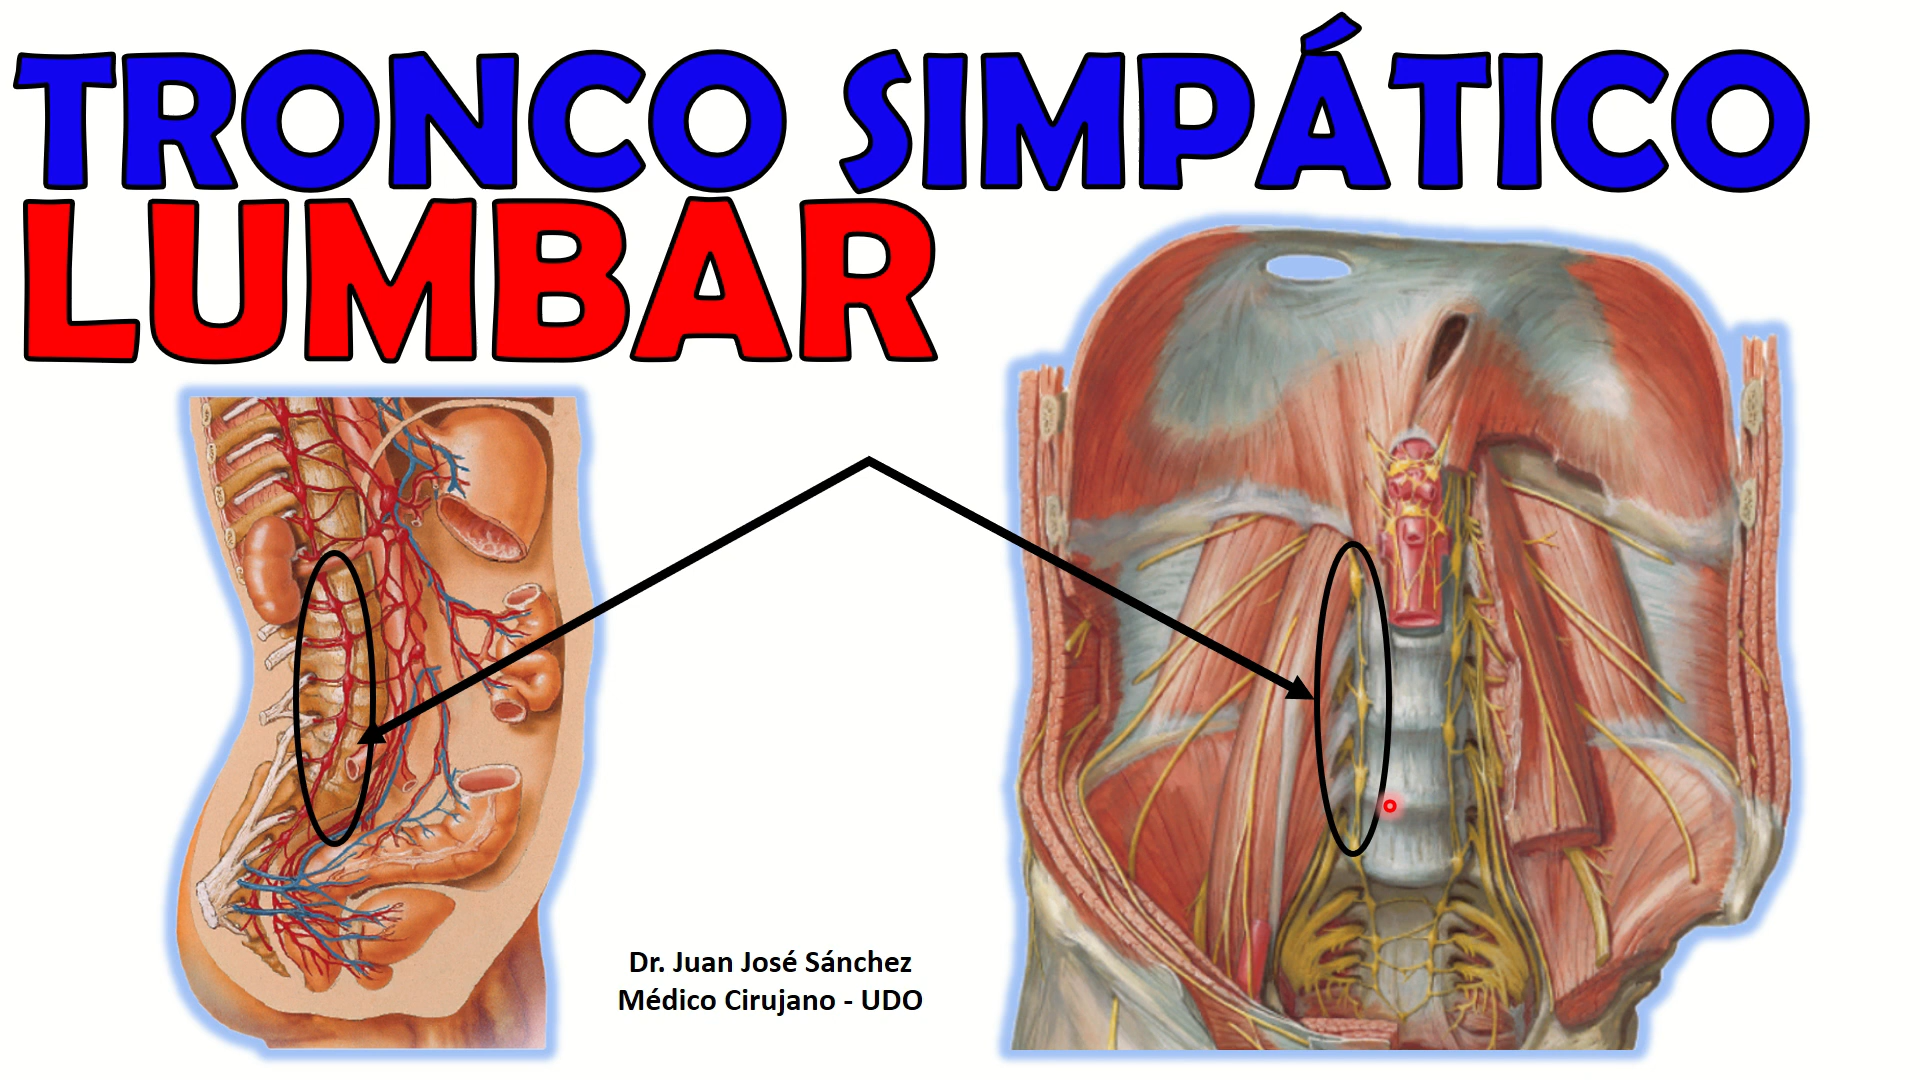 TRONCO SIMPÁTICO
LUMBAR
Dr. Juan José Sánchez
Médico Cirujano - UDO